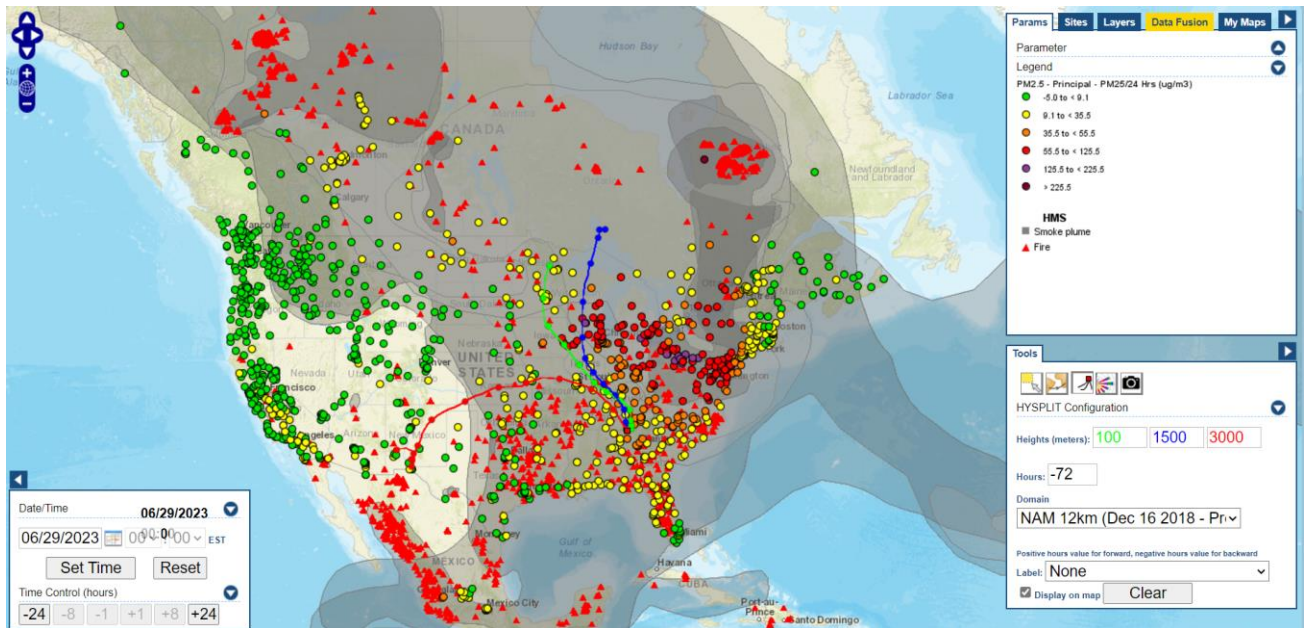 Params Sites Layers Data Fusion My Maps
Parameter
Legend
PM2.5 - Principal - PM25/24 Hrs (ug/m3)
-5.0 to < 9.1
9.1 to < 35.5
35.5 to < 55.5
55.5 to < 125.5
125.5 to < 225.5
> 225.5
HMS
Smoke plume
Fire
Hudson Bay
Labrador Sea
CANADA
Manitoba
Newfoundland
and Labrador
Calgary
Nebraska
UNITED
STATES
Nevada
Arizona
New Mexico
Gulf of
Mexico
Havana
CUBA
MEXICO
Mexico City
Port-au-
Prince
Santo Domingo
Tools
HYSPLIT Configuration
Heights (meters): 100 1500 3000
Hours: -72
Domain
NAM 12km (Dec 16 2018 - Pr
Positive hours value for forward, negative hours value for backward
Label: None
Display on map Clear
Date/Time 06/29/2023
06/29/2023 EST
Set Time Reset
Time Control (hours)
-24 -8 -1 +1 +8 +24